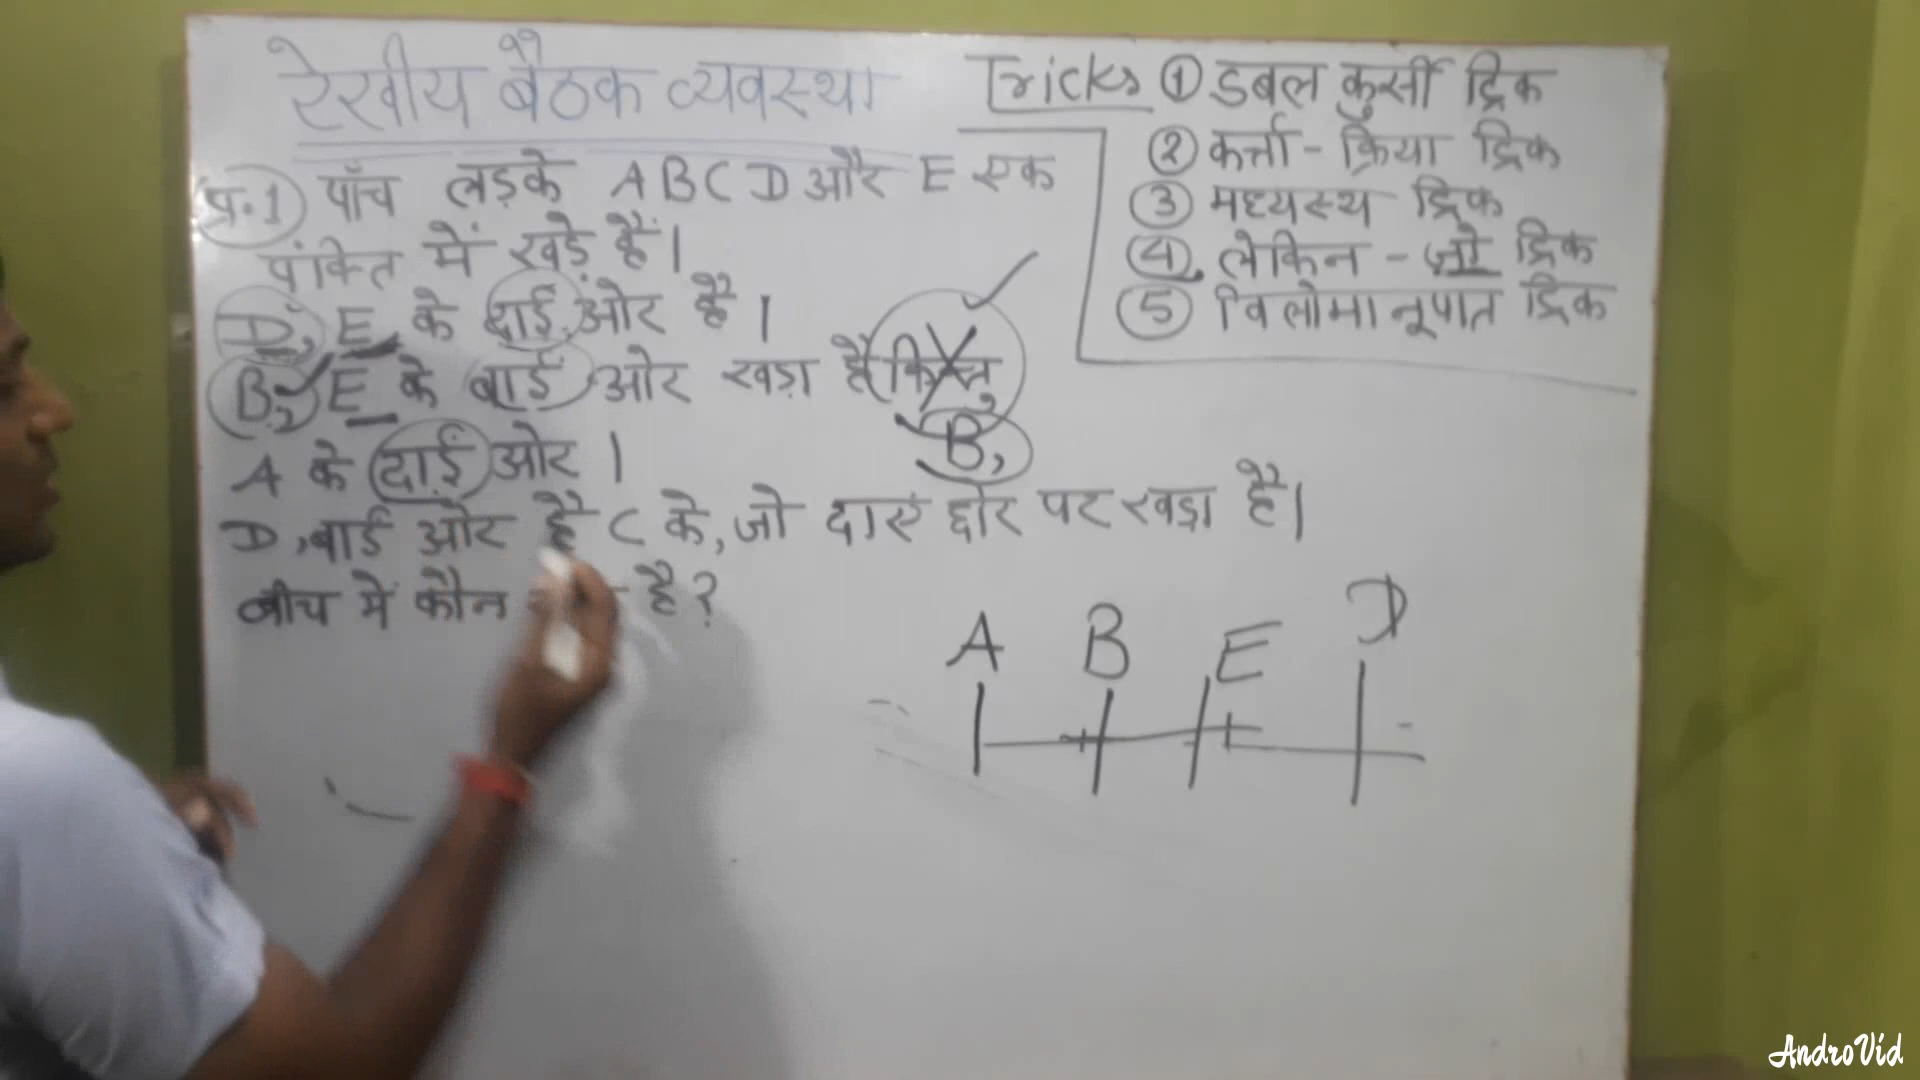 रेखीय बैठक व्यवस्था
Tricks ① डबल कुर्सी ट्रिक
② कर्त्ता - क्रिया ट्रिक
③ मध्यस्थ ट्रिक
④ लेकिन - जो ट्रिक
⑤ विलोमानूपात ट्रिक
प्र.1 पाँच लड़के A B C D और E एक
पंक्ति में खड़े हैं।
D, E के दाईं ओर है।
B, E के बाईं ओर खड़ा है किन्तु
B,
A के दाईं ओर।
D, बाईं ओर है C के, जो दाएं छोर पर खड़ा है।
बीच में कौन है?
A B E D
AndroVid